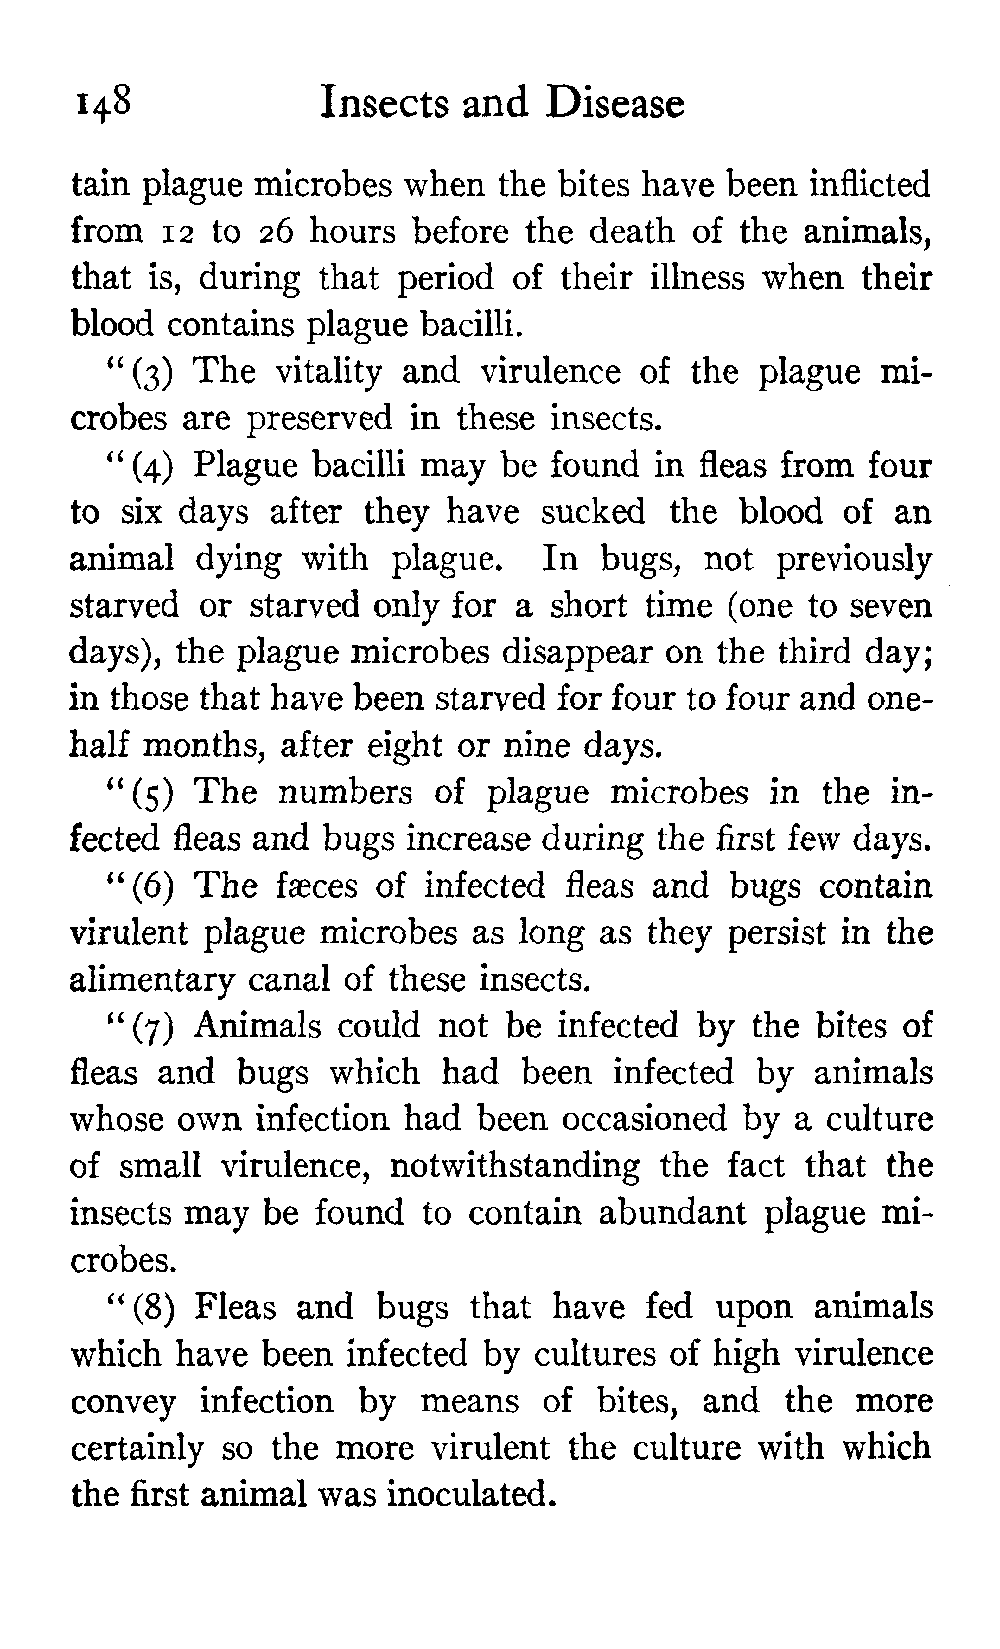 148 Insects and Disease
tain plague microbes when the bites have been inflicted
from 12 to 26 hours before the death of the animals,
that is, during that period of their illness when their
blood contains plague bacilli.
“(3) The vitality and virulence of the plague mi-
crobes are preserved in these insects.
“(4) Plague bacilli may be found in fleas from four
to six days after they have sucked the blood of an
animal dying with plague. In bugs, not previously
starved or starved only for a short time (one to seven
days), the plague microbes disappear on the third day;
in those that have been starved for four to four and one-
half months, after eight or nine days.
“(5) The numbers of plague microbes in the in-
fected fleas and bugs increase during the first few days.
“(6) The fæces of infected fleas and bugs contain
virulent plague microbes as long as they persist in the
alimentary canal of these insects.
“(7) Animals could not be infected by the bites of
fleas and bugs which had been infected by animals
whose own infection had been occasioned by a culture
of small virulence, notwithstanding the fact that the
insects may be found to contain abundant plague mi-
crobes.
“(8) Fleas and bugs that have fed upon animals
which have been infected by cultures of high virulence
convey infection by means of bites, and the more
certainly so the more virulent the culture with which
the first animal was inoculated.